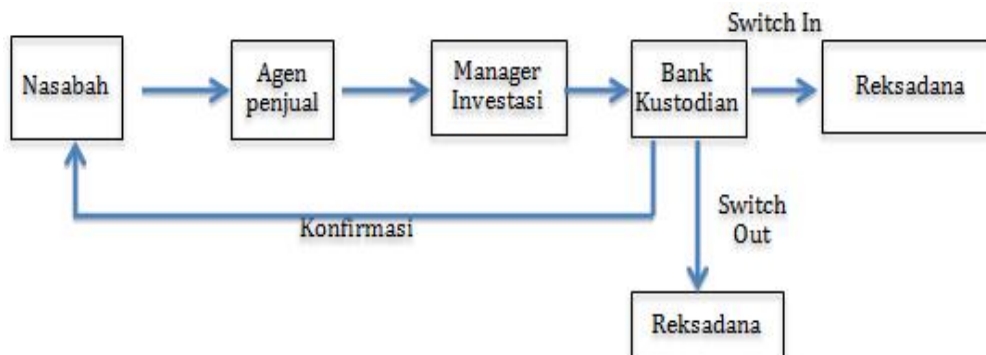 Switch In
Nasabah
Agen
penjual
Manager
Investasi
Bank
Kustodian
Reksadana
Konfirmasi
Switch
Out
Reksadana